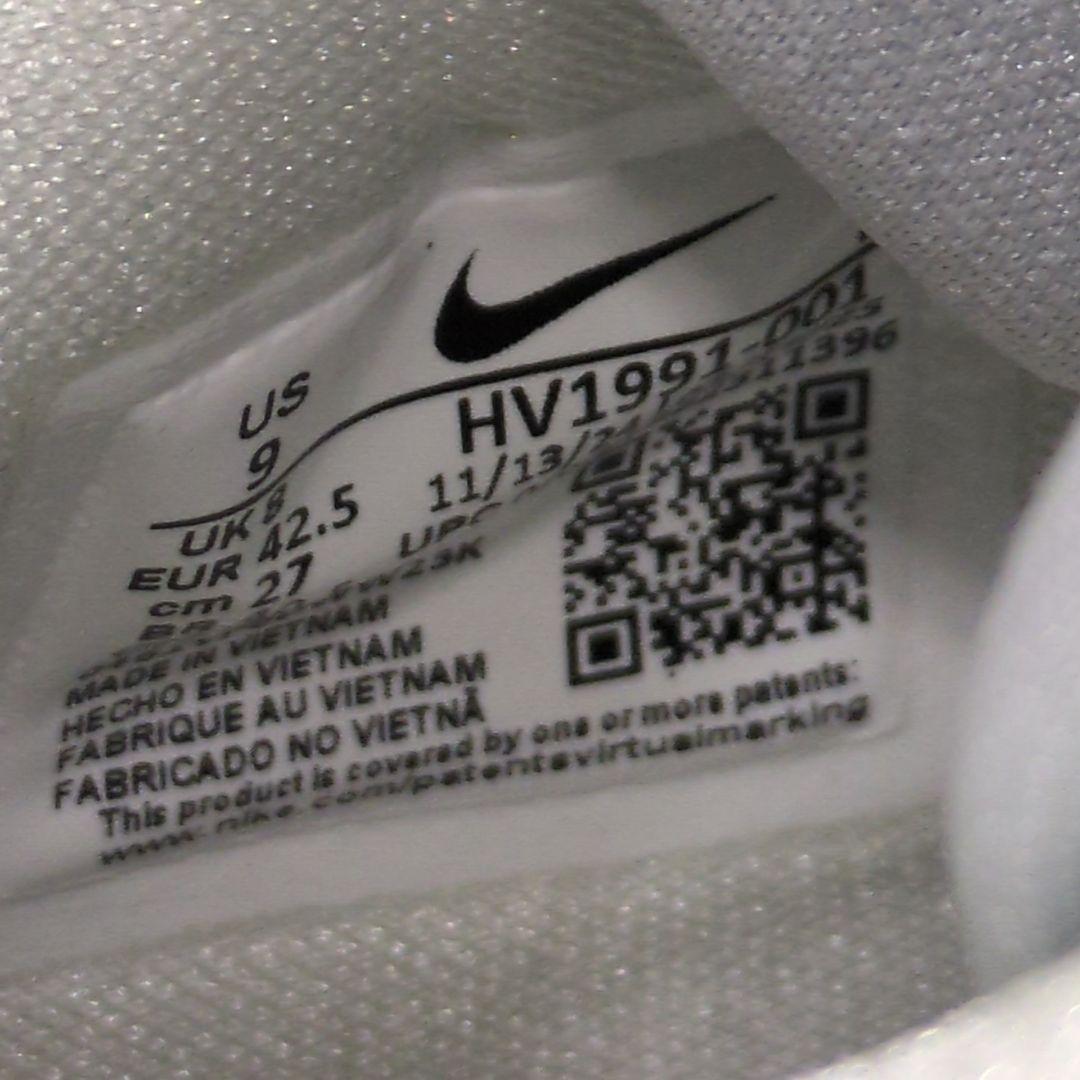 US
9
UK 8
EUR 42.5
cm 27
HV1991-001
11/13/24
UPC
MADE IN VIETNAM
HECHO EN VIETNAM
FABRIQUE AU VIETNAM
FABRICADO NO VIETNÃ
This product is covered by one or more patents:
www.nike.com/patentsvirtualmarking